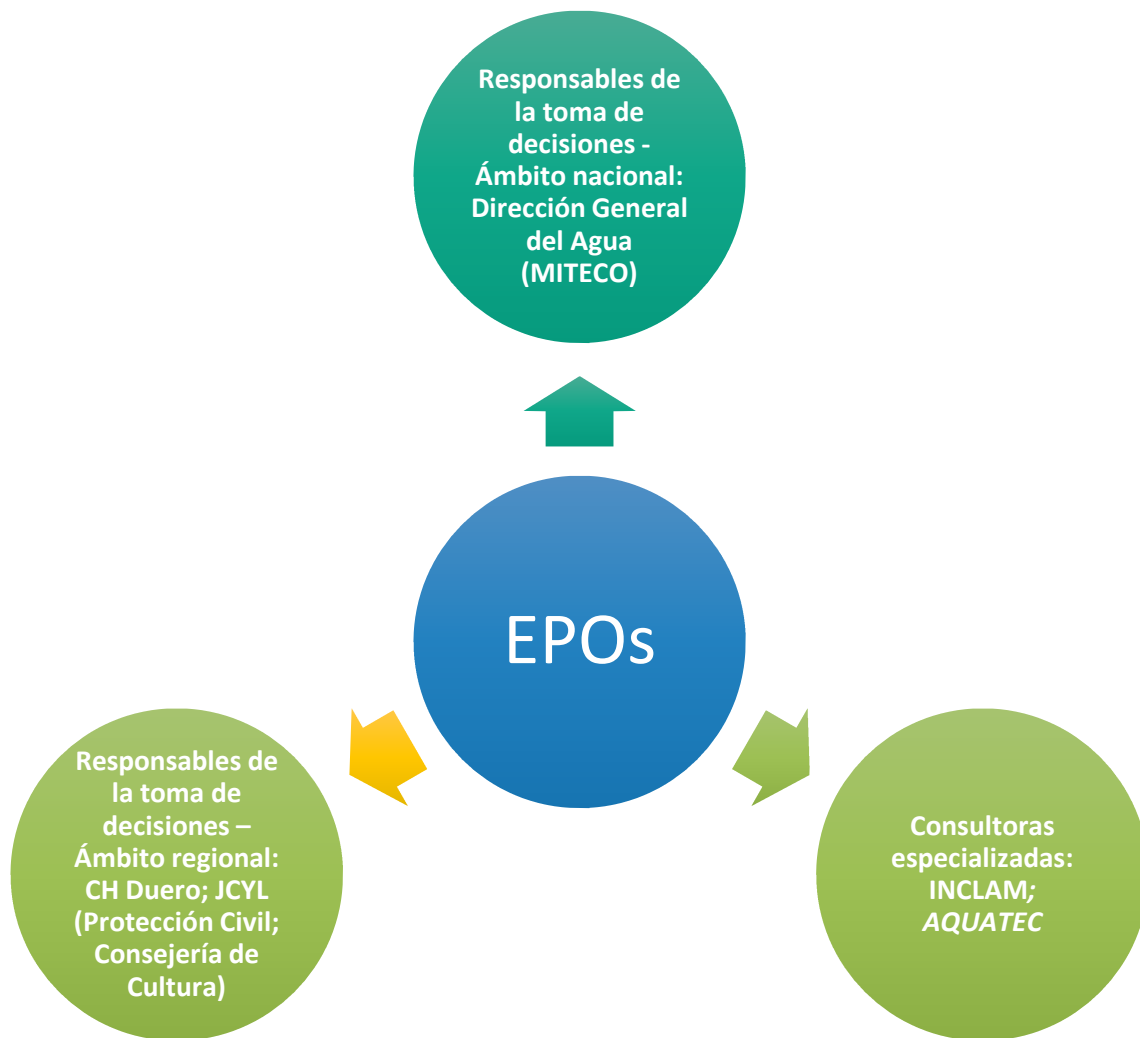 Responsables de
la toma de
decisiones -
Ámbito nacional:
Dirección General
del Agua
(MITECO)
EPOs
Responsables de
la toma de
decisiones –
Ámbito regional:
CH Duero; JCYL
(Protección Civil;
Consejería de
Cultura)
Consultoras
especializadas:
INCLAM;
AQUATEC